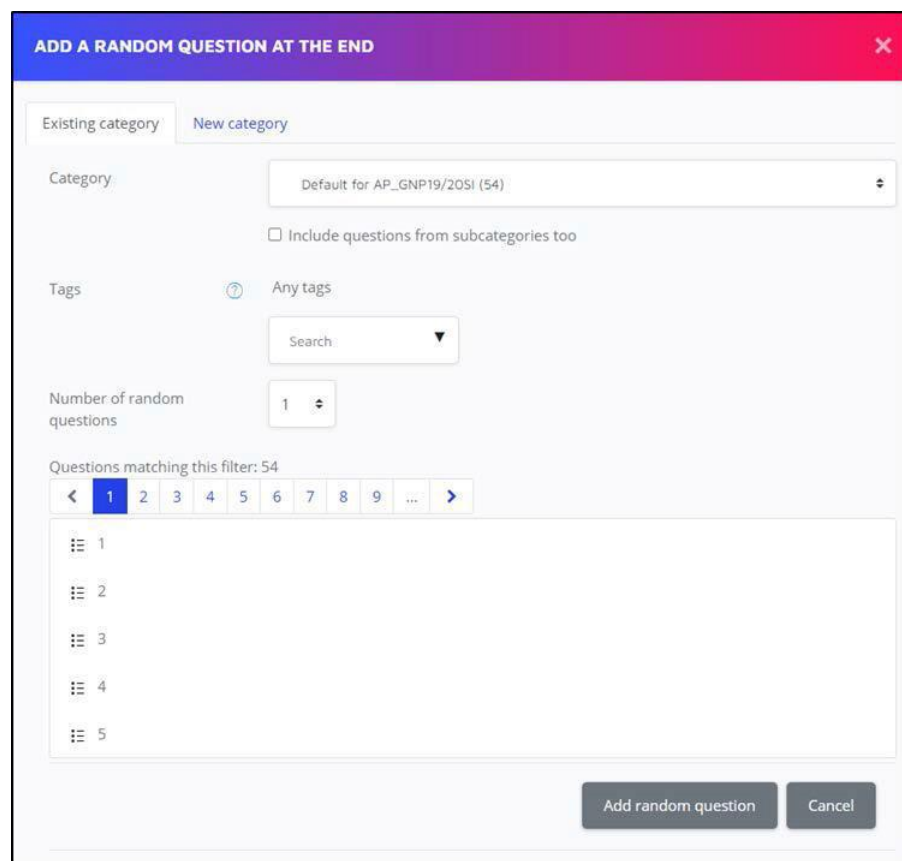 ADD A RANDOM QUESTION AT THE END
Existing category
New category
Category
Default for AP_GNP19/20SI (54)
Include questions from subcategories too
Tags
Any tags
Search
Number of random
questions
1
Questions matching this filter: 54
1 2 3 4 5 6 7 8 9 ...
1
2
3
4
5
Add random question
Cancel